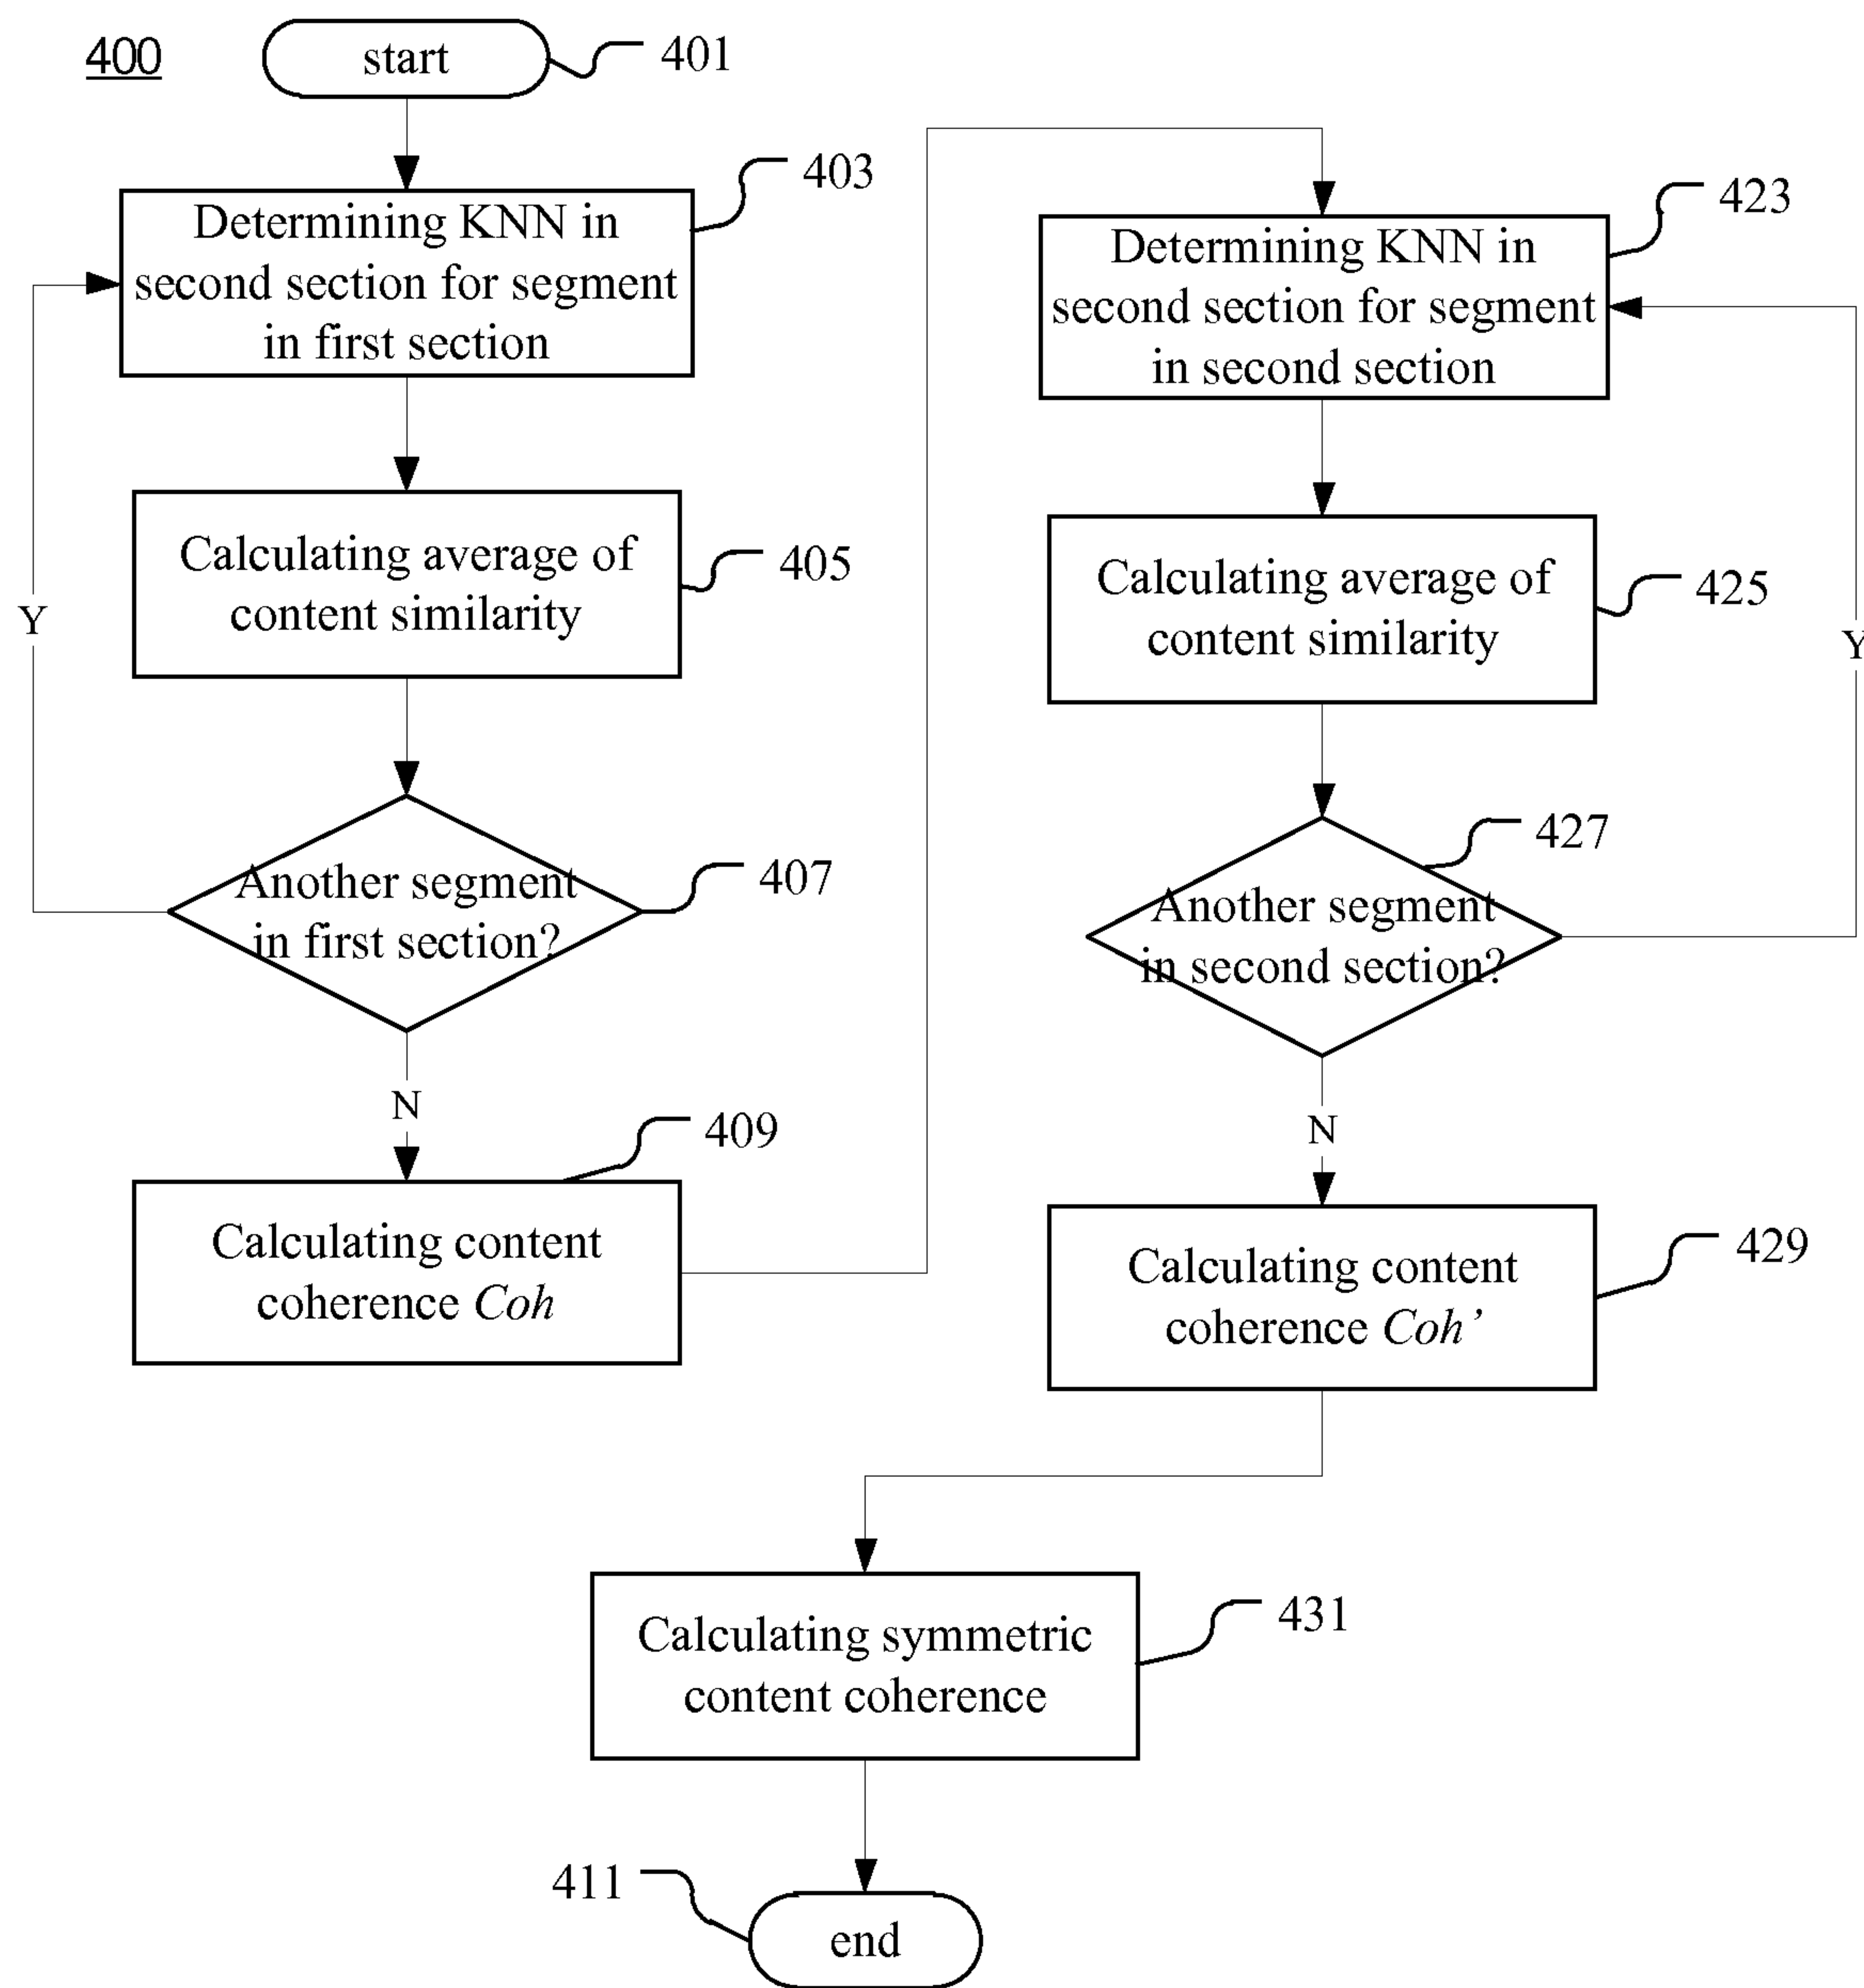 400
start
401
Determining KNN in
second section for segment
in first section
403
Calculating average of
content similarity
405
Y
Another segment
in first section?
407
N
409
Calculating content
coherence Coh
Determining KNN in
second section for segment
in second section
423
Calculating average of
content similarity
425
Y
Another segment
in second section?
427
N
Calculating content
coherence Coh’
429
Calculating symmetric
content coherence
431
411
end